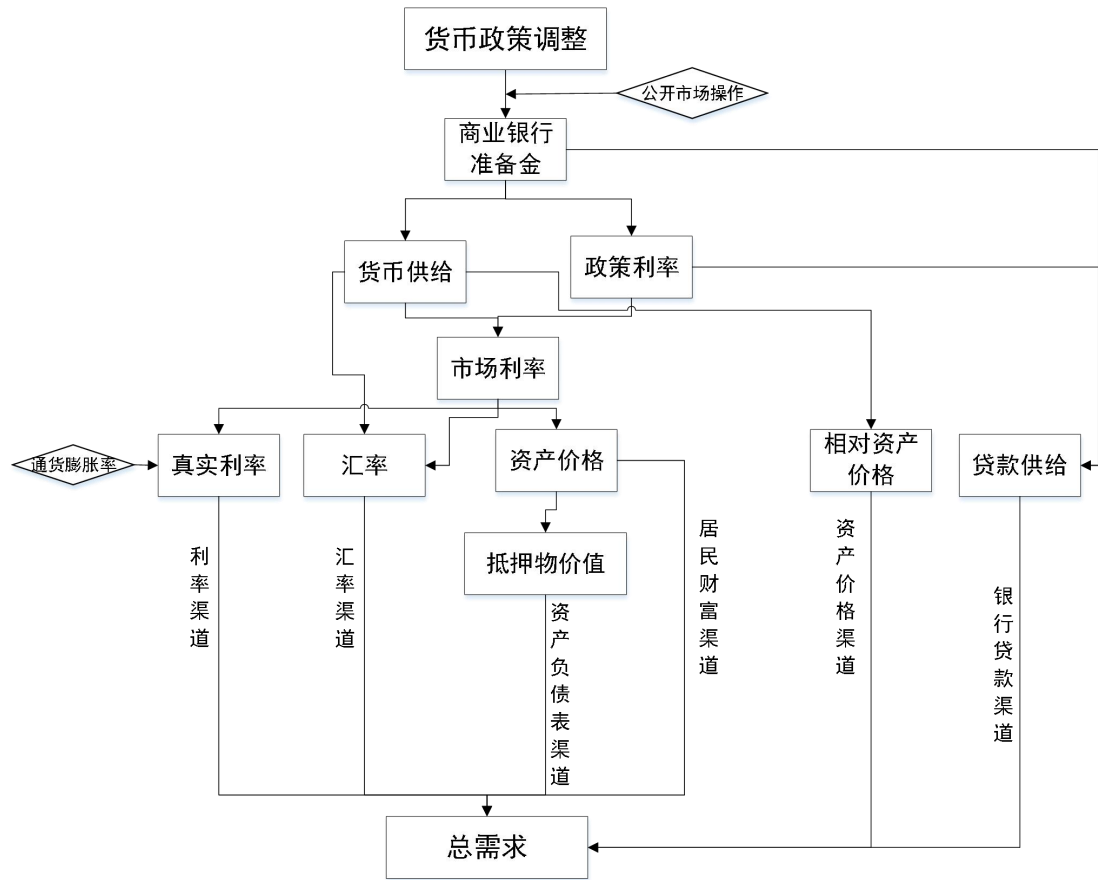 货币政策调整
公开市场操作
商业银行
准备金
货币供给
政策利率
市场利率
通货膨胀率
真实利率
汇率
资产价格
相对资产
价格
贷款供给
抵押物价值
利率渠道
汇率渠道
资产负债表渠道
居民财富渠道
资产价格渠道
银行贷款渠道
总需求